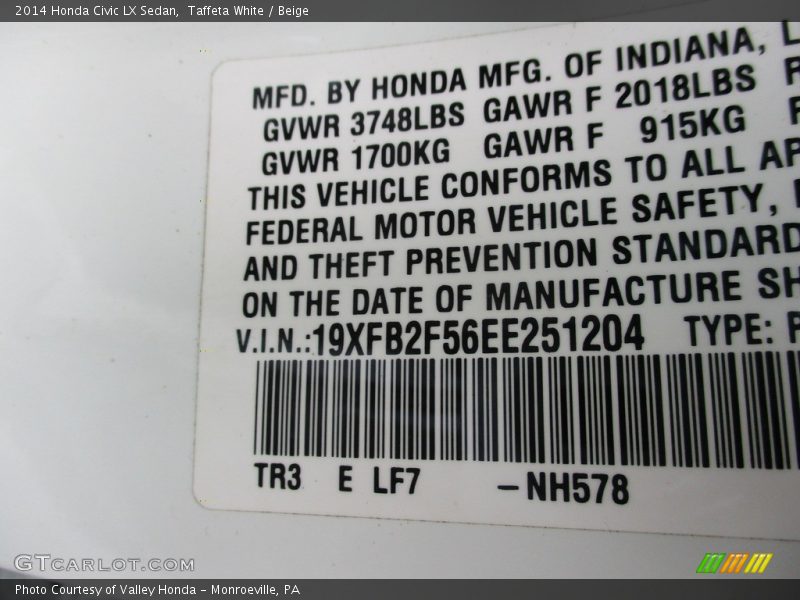 2014 Honda Civic LX Sedan, Taffeta White / Beige
MFD. BY HONDA MFG. OF INDIANA, L
GVWR 3748LBS GAWR F 2018LBS R
GVWR 1700KG GAWR F 915KG
THIS VEHICLE CONFORMS TO ALL AP
FEDERAL MOTOR VEHICLE SAFETY,
AND THEFT PREVENTION STANDARD
ON THE DATE OF MANUFACTURE SH
V.I.N.:19XFB2F56EE251204 TYPE: P
TR3 E LF7 -NH578
GTCARLOT.COM
Photo Courtesy of Valley Honda - Monroeville, PA